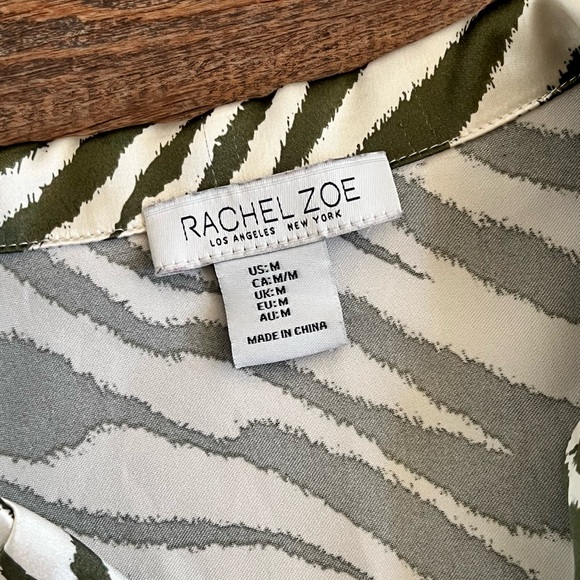 RACHEL ZOE
LOS ANGELES NEW YORK
US: M
CA: M/M
UK: M
EU: M
AU: M
MADE IN CHINA